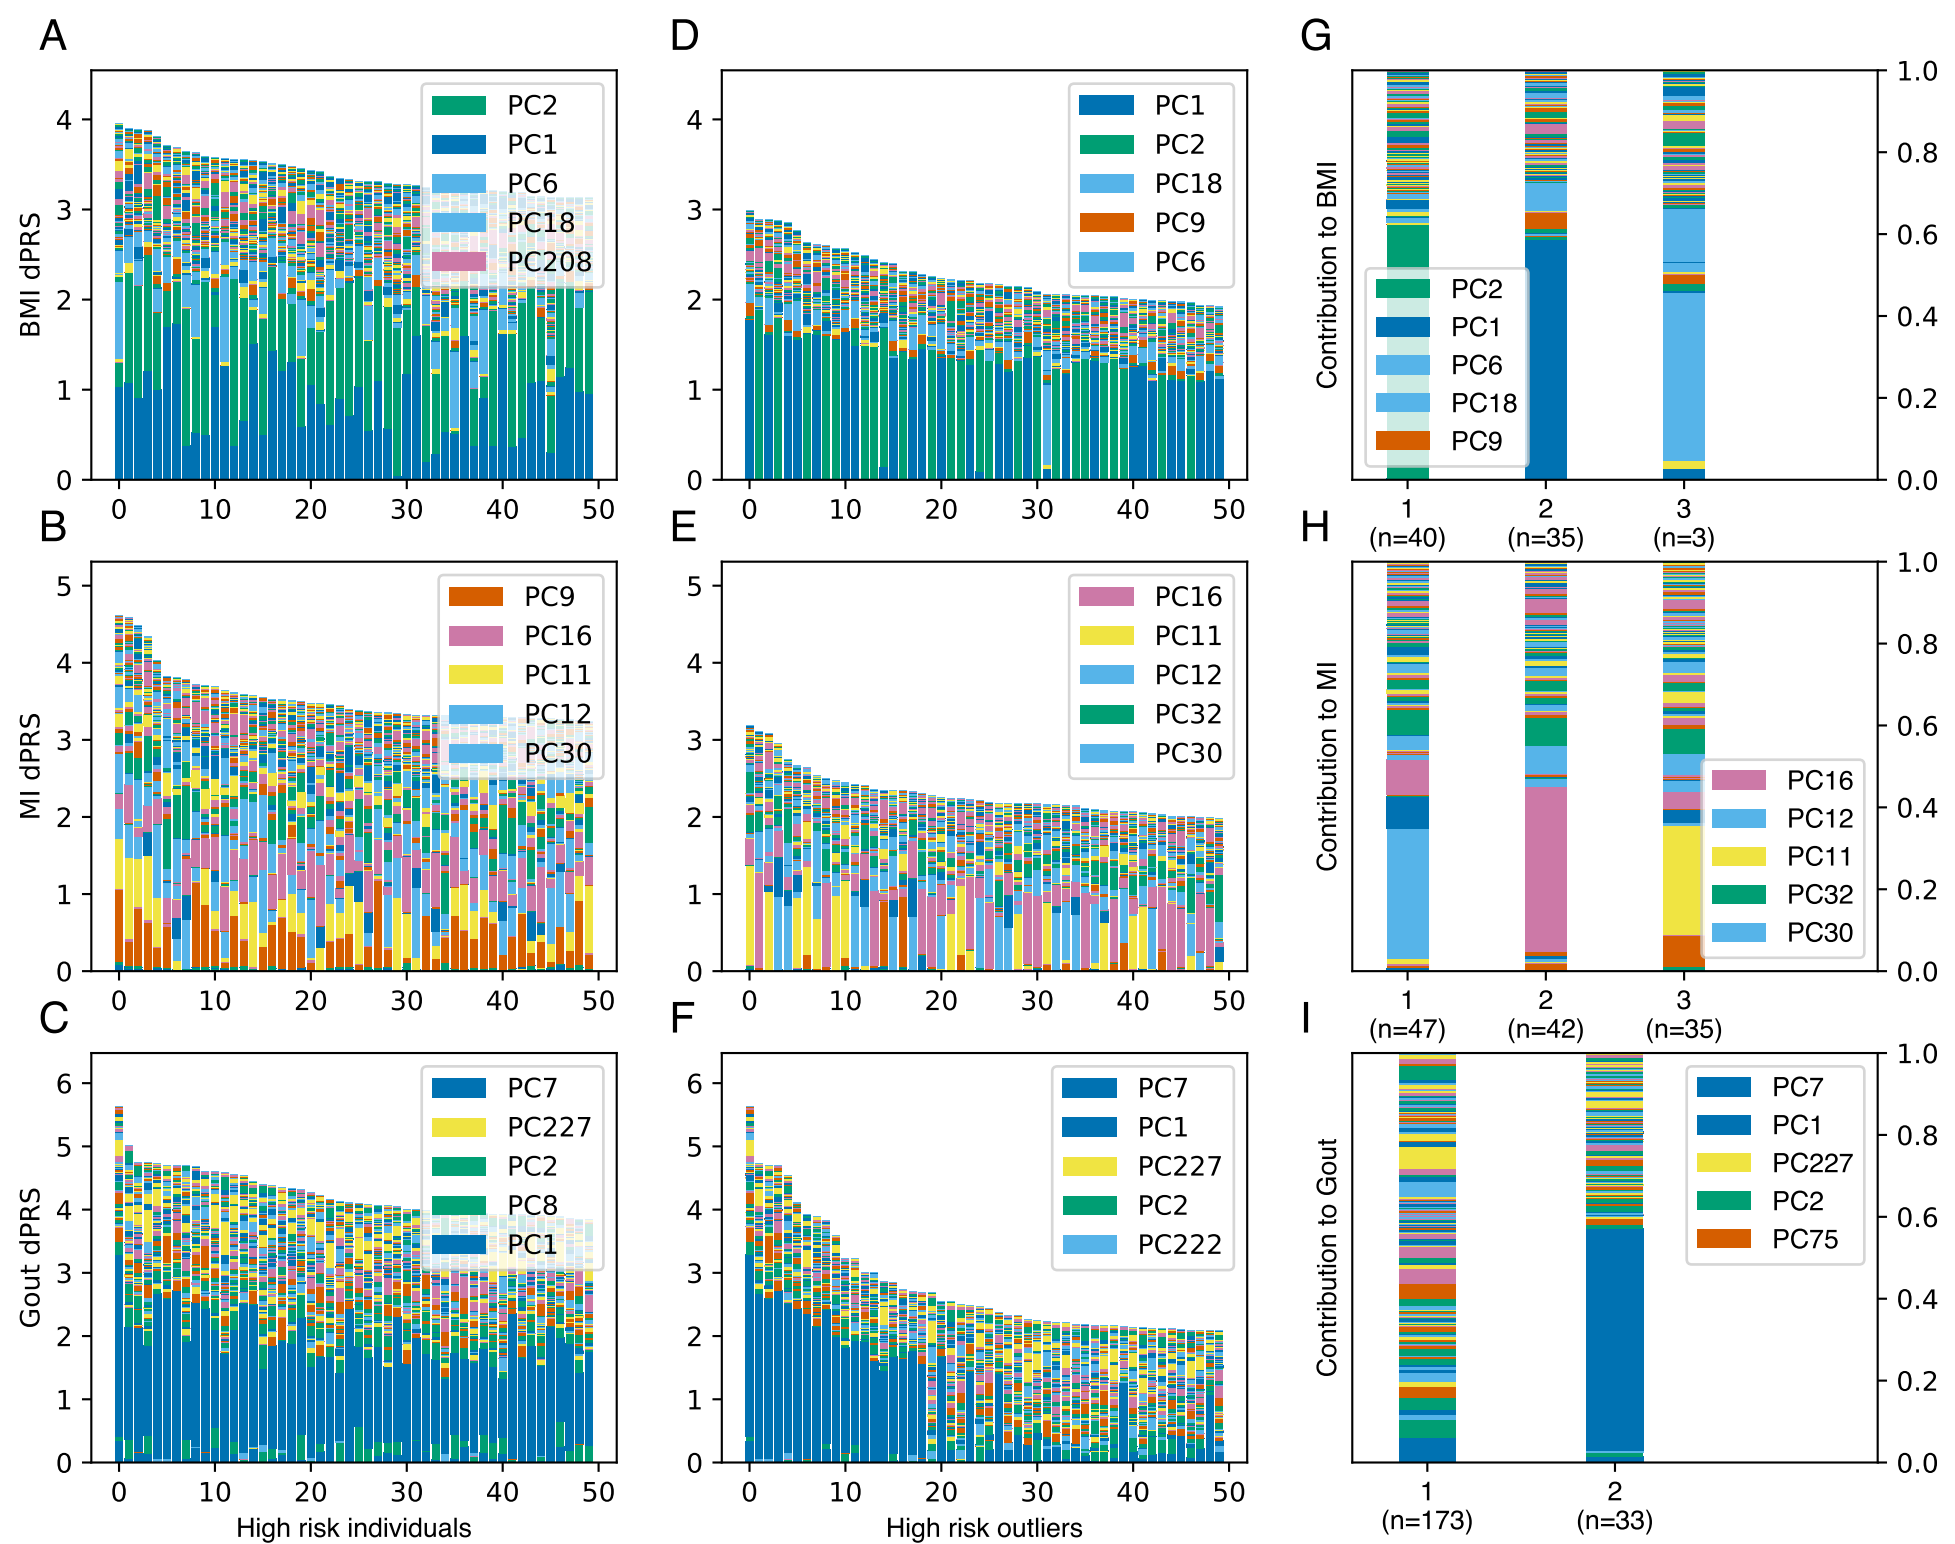 A
BMI dPRS
4
3
2
1
0
PC2
PC1
PC6
PC18
PC208
0 10 20 30 40 50
D
4
3
2
1
0
PC1
PC2
PC18
PC9
PC6
0 10 20 30 40 50
G
Contribution to BMI
PC2
PC1
PC6
PC18
PC9
1.0
0.8
0.6
0.4
0.2
0.0
1 2 3
(n=40) (n=35) (n=3)
B
MI dPRS
5
4
3
2
1
0
PC9
PC16
PC11
PC12
PC30
0 10 20 30 40 50
E
5
4
3
2
1
0
PC16
PC11
PC12
PC32
PC30
0 10 20 30 40 50
H
Contribution to MI
PC16
PC12
PC11
PC32
PC30
1.0
0.8
0.6
0.4
0.2
0.0
1 2 3
(n=47) (n=42) (n=35)
C
Gout dPRS
6
5
4
3
2
1
0
PC7
PC227
PC2
PC8
PC1
0 10 20 30 40 50
High risk individuals
F
6
5
4
3
2
1
0
PC7
PC1
PC227
PC2
PC222
0 10 20 30 40 50
High risk outliers
I
Contribution to Gout
PC7
PC1
PC227
PC2
PC75
1.0
0.8
0.6
0.4
0.2
0.0
1 2
(n=173) (n=33)